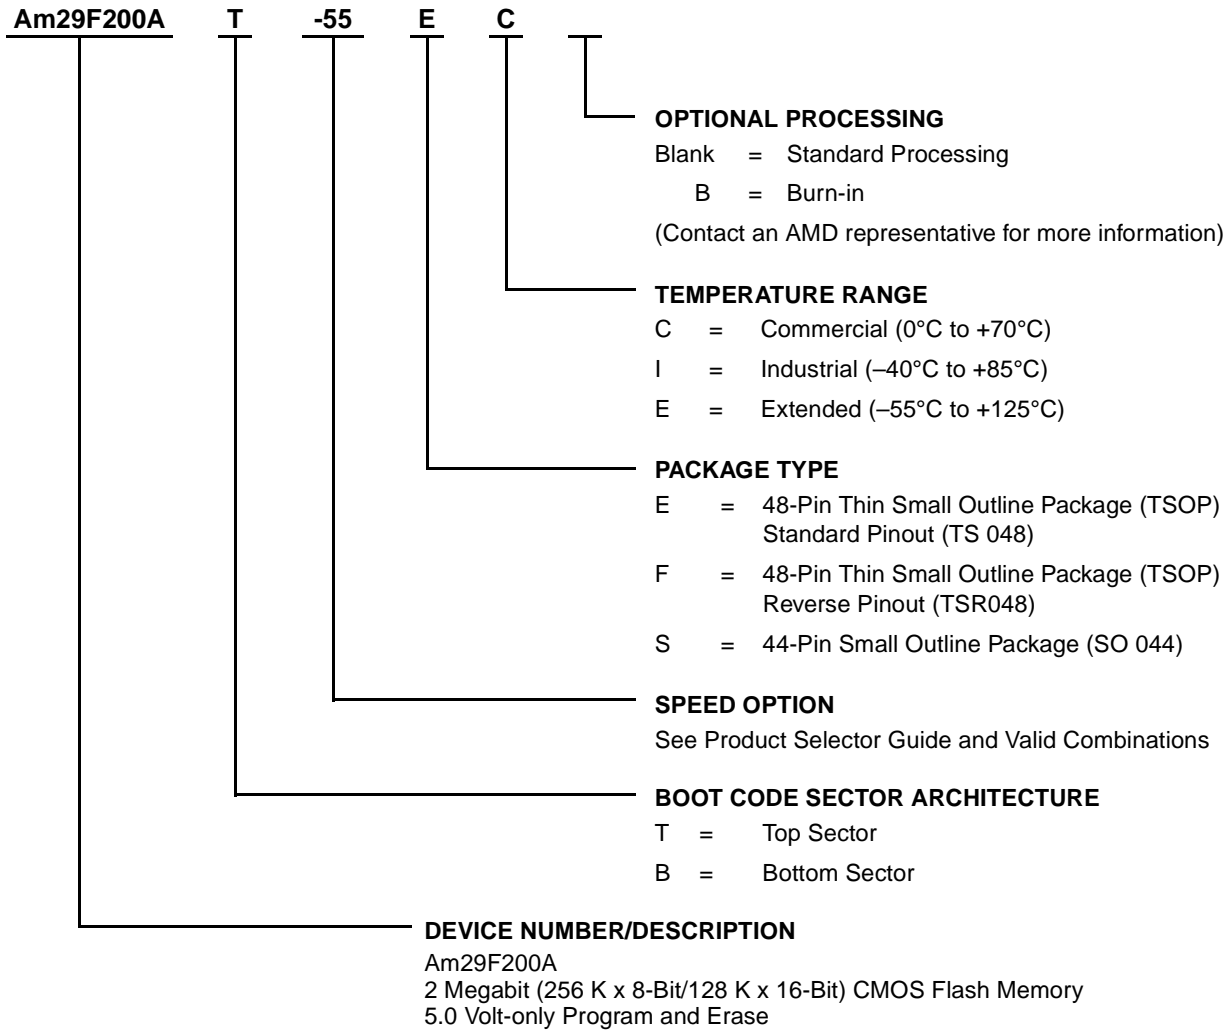 Am29F200A T -55 E C
OPTIONAL PROCESSING
Blank = Standard Processing
B = Burn-in
(Contact an AMD representative for more information)
TEMPERATURE RANGE
C = Commercial (0°C to +70°C)
I = Industrial (–40°C to +85°C)
E = Extended (–55°C to +125°C)
PACKAGE TYPE
E = 48-Pin Thin Small Outline Package (TSOP)
Standard Pinout (TS 048)
F = 48-Pin Thin Small Outline Package (TSOP)
Reverse Pinout (TSR048)
S = 44-Pin Small Outline Package (SO 044)
SPEED OPTION
See Product Selector Guide and Valid Combinations
BOOT CODE SECTOR ARCHITECTURE
T = Top Sector
B = Bottom Sector
DEVICE NUMBER/DESCRIPTION
Am29F200A
2 Megabit (256 K x 8-Bit/128 K x 16-Bit) CMOS Flash Memory
5.0 Volt-only Program and Erase